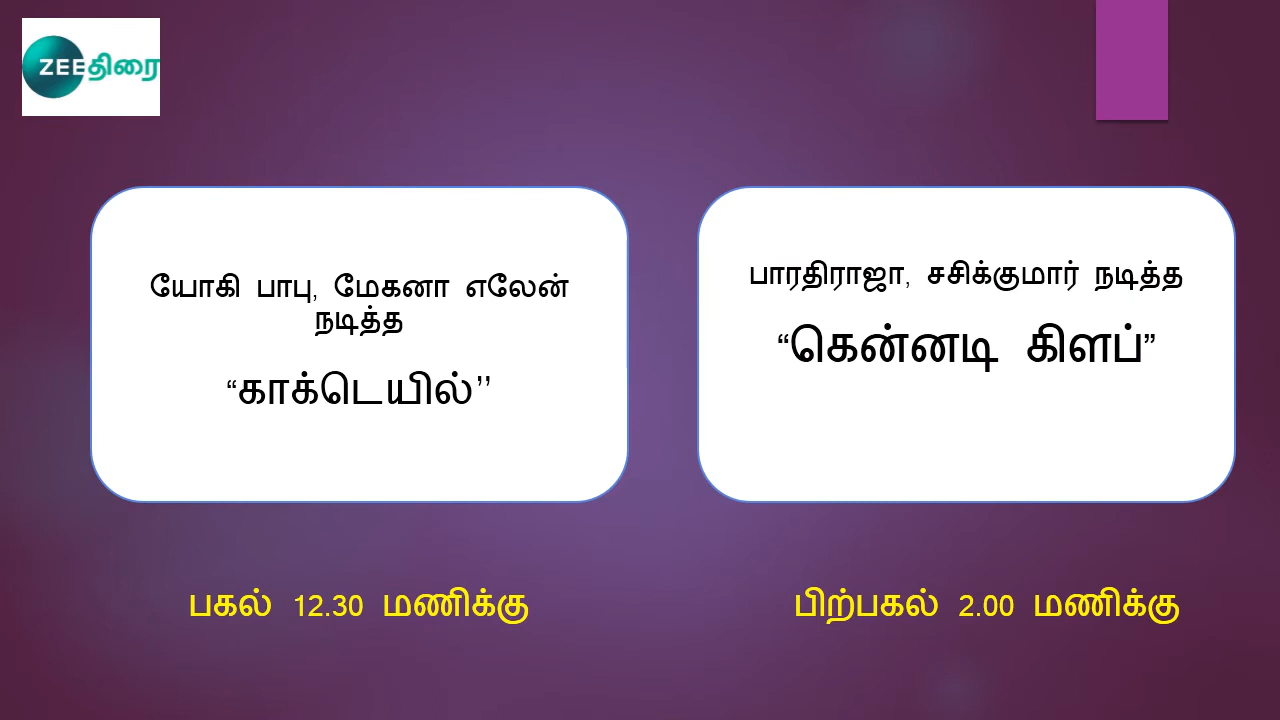 ZEEதிரை
யோகி பாபு, மேகனா எலேன்
நடித்த
“காக்டெயில்’’
பாரதிராஜா, சசிக்குமார் நடித்த
“கென்னடி கிளப்”
பகல் 12.30 மணிக்கு
பிற்பகல் 2.00 மணிக்கு